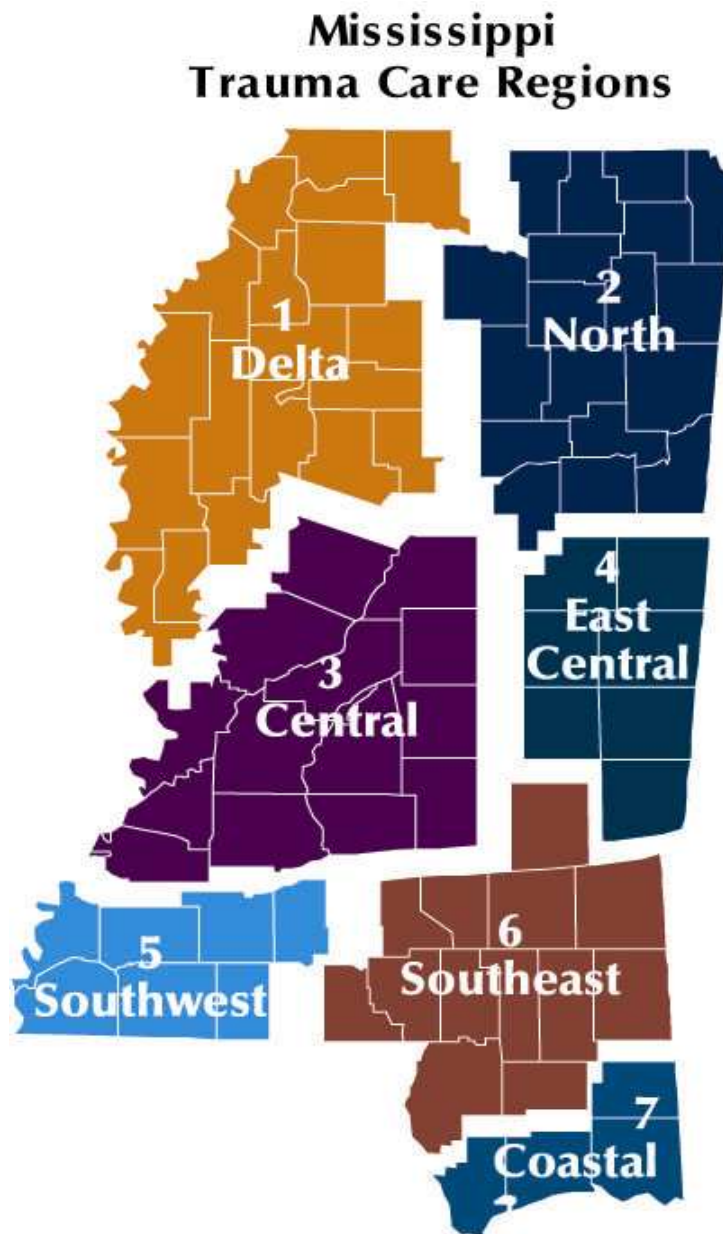 Mississippi
Trauma Care Regions
1
Delta
2
North
3
Central
4
East
Central
5
Southwest
6
Southeast
7
Coastal